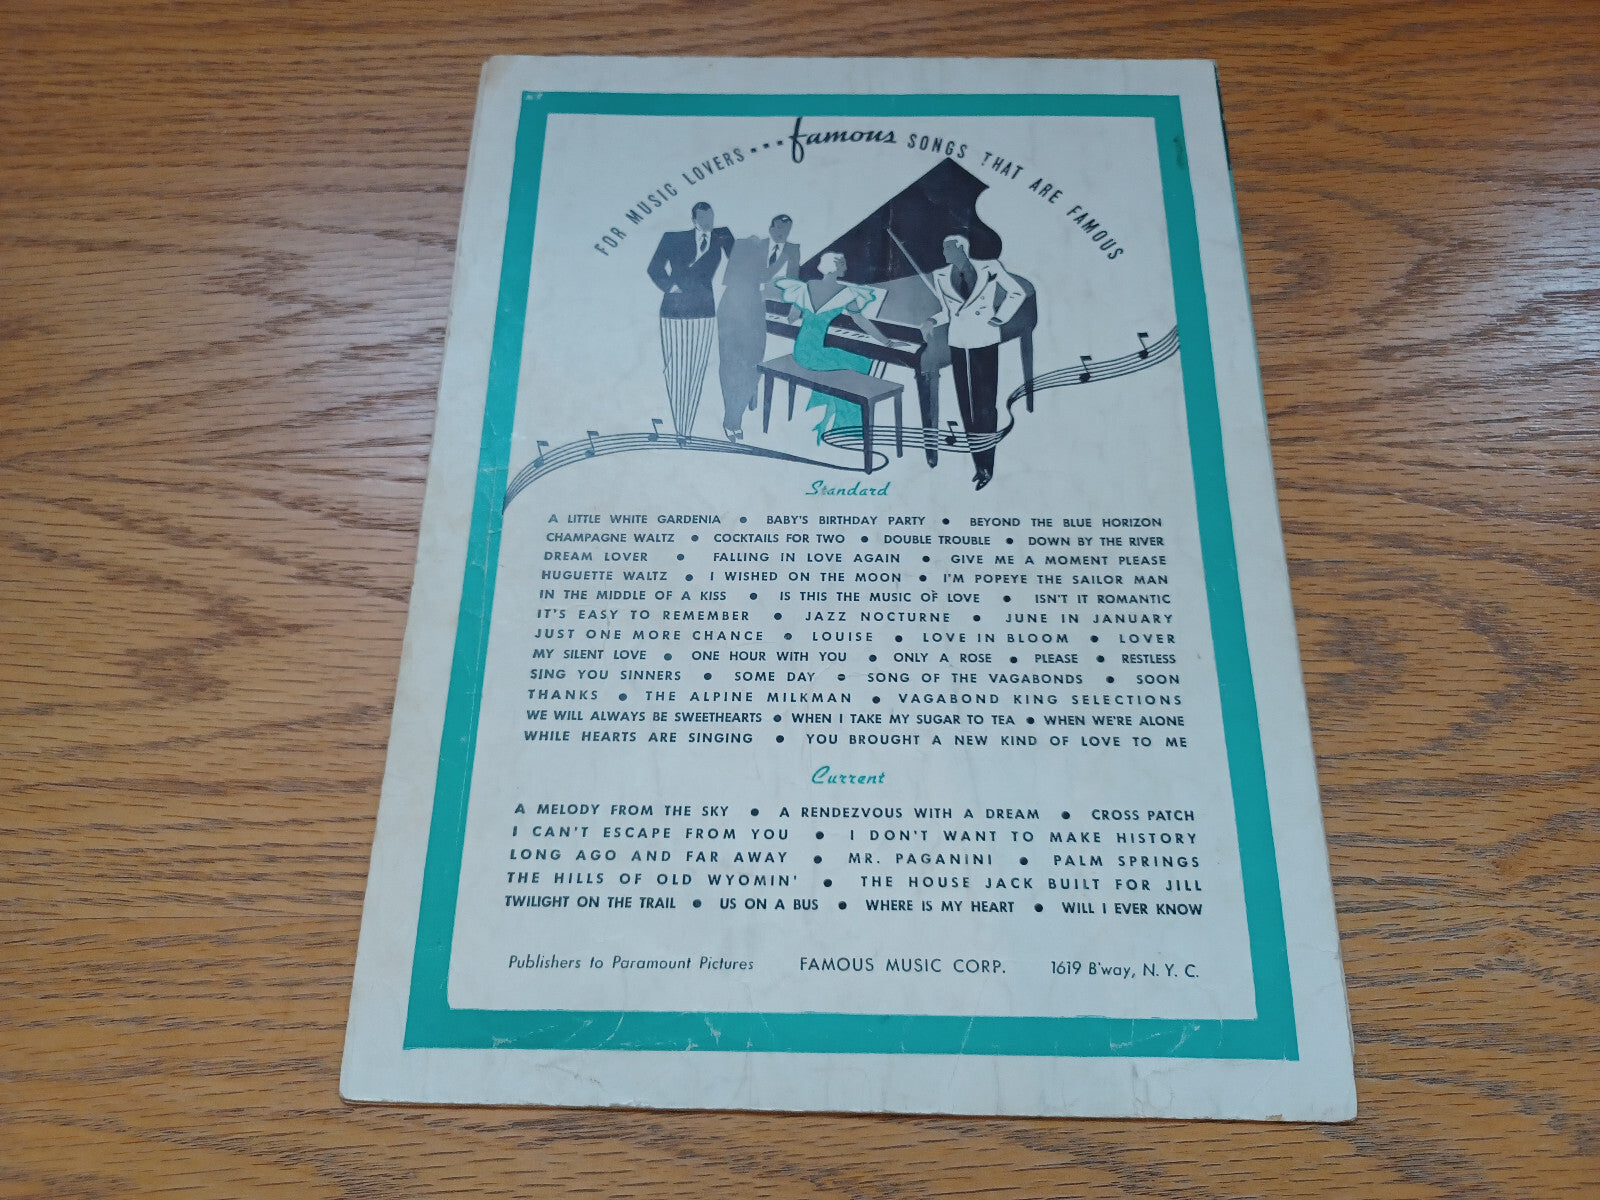 FOR MUSIC LOVERS... famous SONGS THAT ARE FAMOUS
Standard
A LITTLE WHITE GARDENIA • BABY'S BIRTHDAY PARTY • BEYOND THE BLUE HORIZON
CHAMPAGNE WALTZ • COCKTAILS FOR TWO • DOUBLE TROUBLE • DOWN BY THE RIVER
DREAM LOVER • FALLING IN LOVE AGAIN • GIVE ME A MOMENT PLEASE
HUGUETTE WALTZ • I WISHED ON THE MOON • I'M POPEYE THE SAILOR MAN
IN THE MIDDLE OF A KISS • IS THIS THE MUSIC OF LOVE • ISN'T IT ROMANTIC
IT'S EASY TO REMEMBER • JAZZ NOCTURNE • JUNE IN JANUARY
JUST ONE MORE CHANCE • LOUISE • LOVE IN BLOOM • LOVER
MY SILENT LOVE • ONE HOUR WITH YOU • ONLY A ROSE • PLEASE • RESTLESS
SING YOU SINNERS • SOME DAY • SONG OF THE VAGABONDS • SOON
THANKS • THE ALPINE MILKMAN • VAGABOND KING SELECTIONS
WE WILL ALWAYS BE SWEETHEARTS • WHEN I TAKE MY SUGAR TO TEA • WHEN WE'RE ALONE
WHILE HEARTS ARE SINGING • YOU BROUGHT A NEW KIND OF LOVE TO ME
Current
A MELODY FROM THE SKY • A RENDEZVOUS WITH A DREAM • CROSS PATCH
I CAN'T ESCAPE FROM YOU • I DON'T WANT TO MAKE HISTORY
LONG AGO AND FAR AWAY • MR. PAGANINI • PALM SPRINGS
THE HILLS OF OLD WYOMIN' • THE HOUSE JACK BUILT FOR JILL
TWILIGHT ON THE TRAIL • US ON A BUS • WHERE IS MY HEART • WILL I EVER KNOW
Publishers to Paramount Pictures FAMOUS MUSIC CORP. 1619 B'way, N. Y. C.